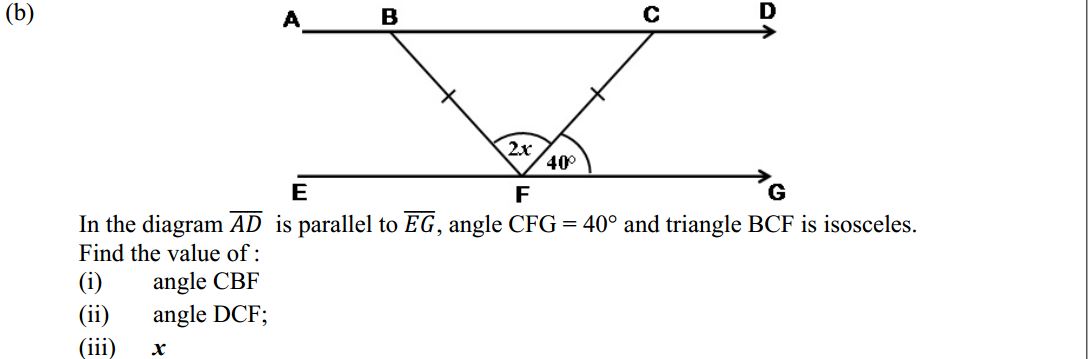 (b)
A B C D
2x 40°
E F G
In the diagram AD is parallel to EG, angle CFG = 40° and triangle BCF is isosceles.
Find the value of :
(i) angle CBF
(ii) angle DCF;
(iii) x